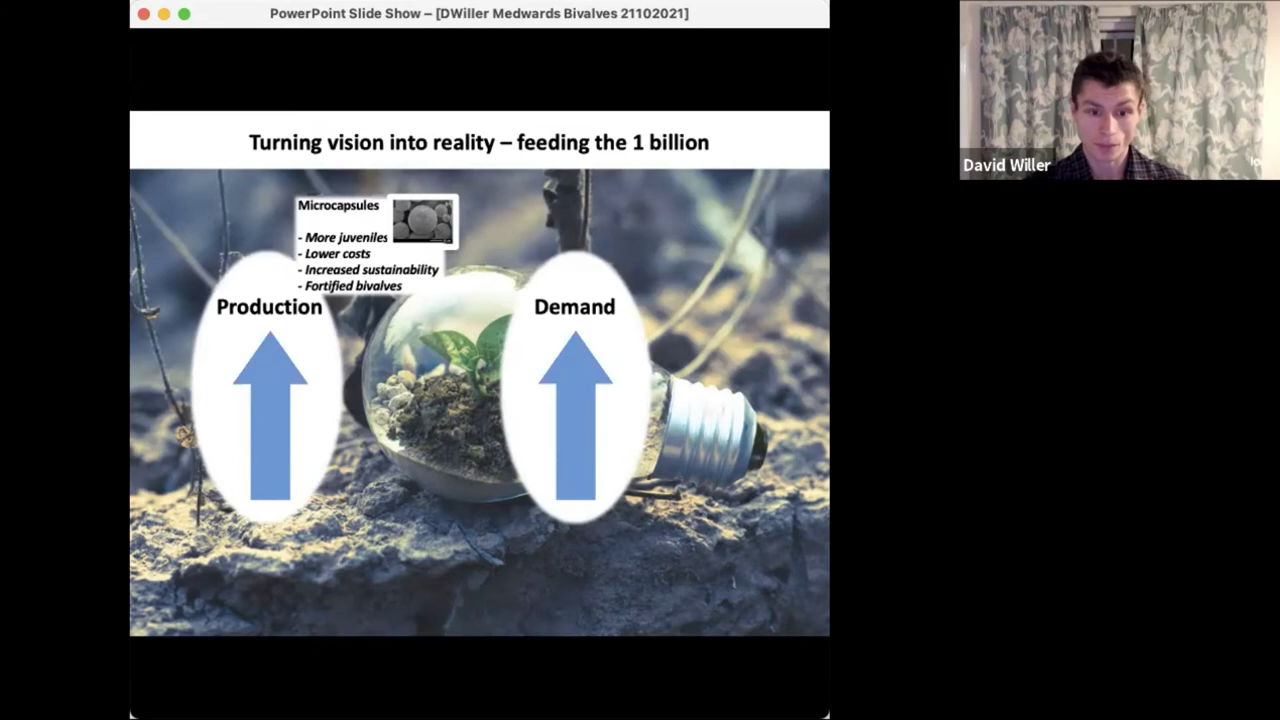 PowerPoint Slide Show – [DWiller Medwards Bivalves 21102021]
Turning vision into reality – feeding the 1 billion
Microcapsules
- More juveniles
- Lower costs
- Increased sustainability
- Fortified bivalves
Production
Demand
David Willer